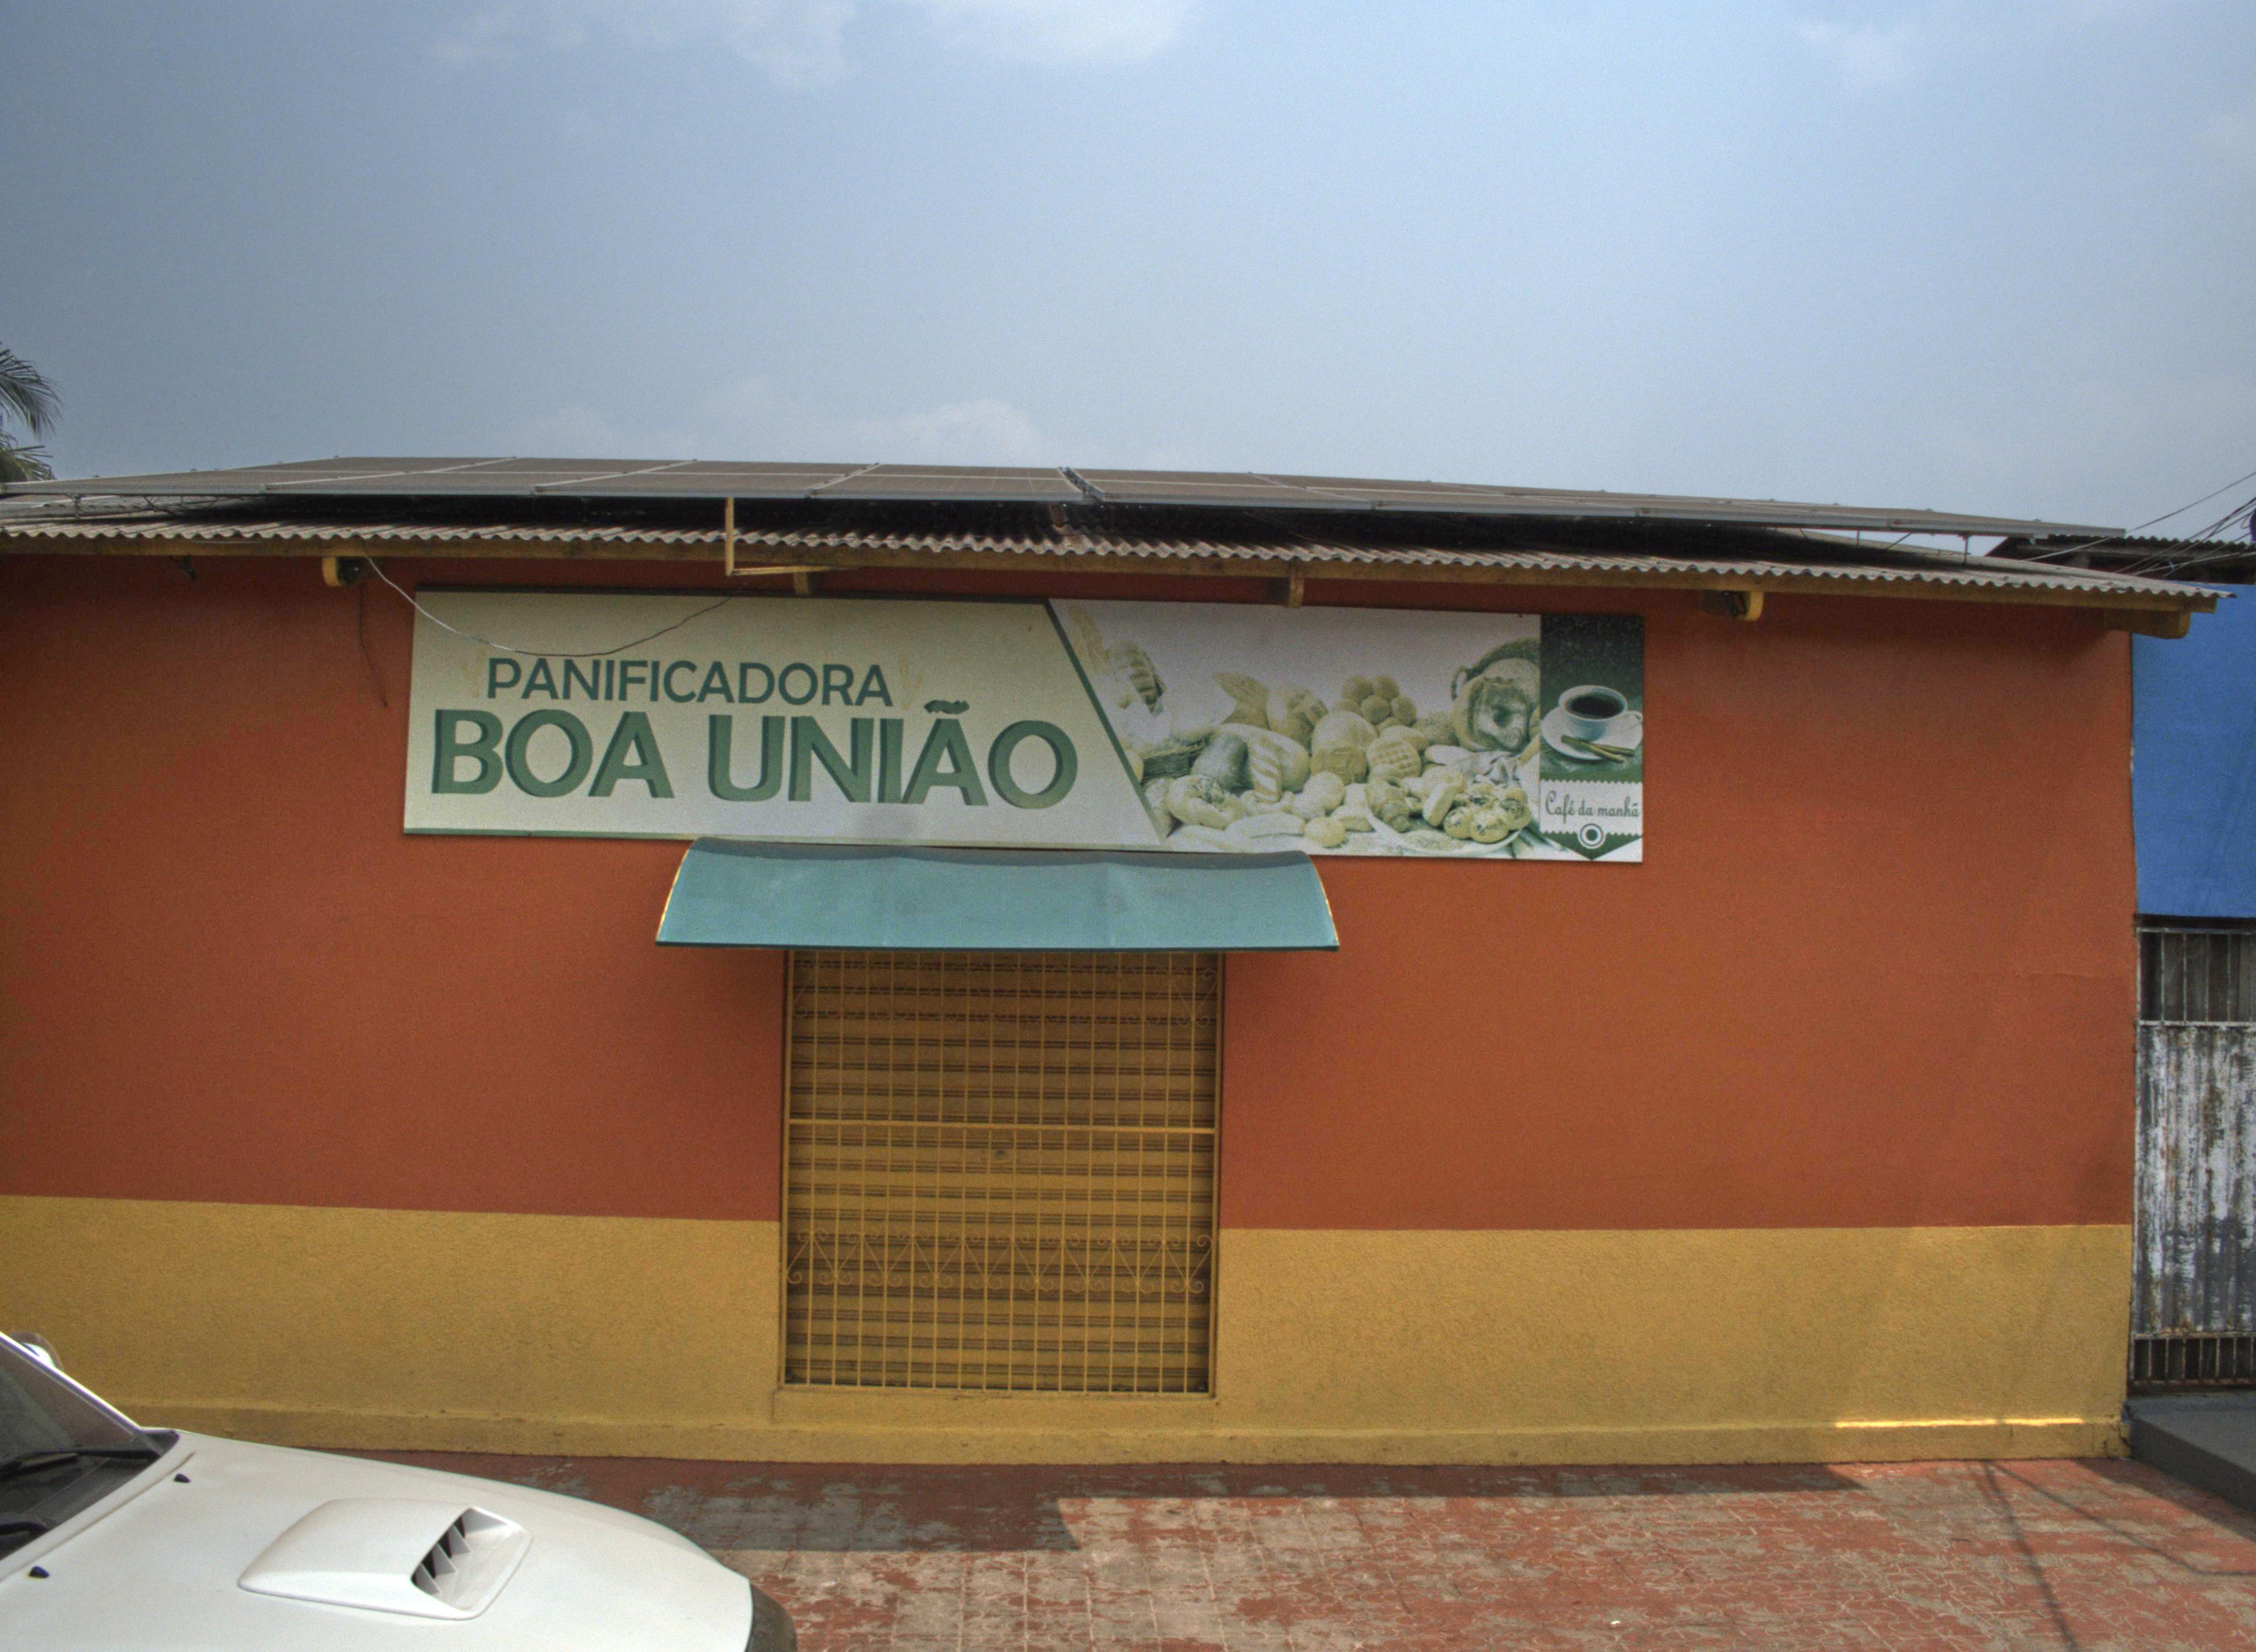 PANIFICADORA
BOA UNIÃO
Café da manhã